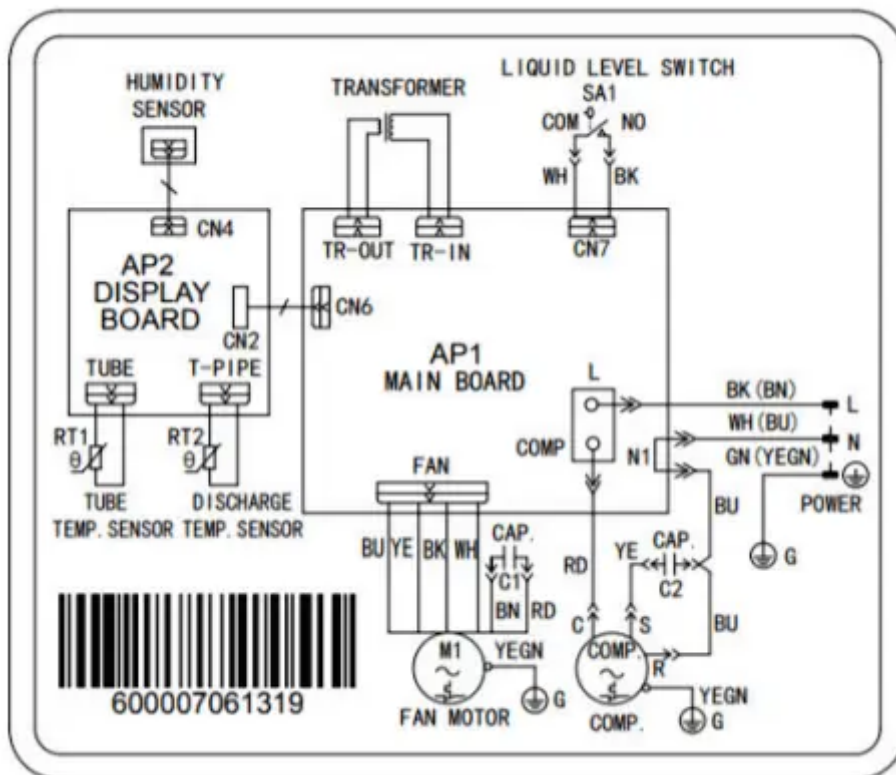 LIQUID LEVEL SWITCH
SA1
HUMIDITY
SENSOR
TRANSFORMER
COM NO
WH BK
CN4
TR-OUT TR-IN CN7
AP2
DISPLAY
BOARD
CN2
CN6
AP1
MAIN BOARD
TUBE T-PIPE
L
BK(BN) L
WH(BU) N
GN(YEGN)
COMP
N1
POWER
RT1 RT2
θ θ
FAN
TUBE
TEMP. SENSOR
DISCHARGE
TEMP. SENSOR
BU YE BK WH
CAP.
C1
BN RD
RD
YE CAP.
C2
BU
G
C S
BU
M1
YEGN
G
COMP.
R
YEGN
G
FAN MOTOR
COMP.
600007061319